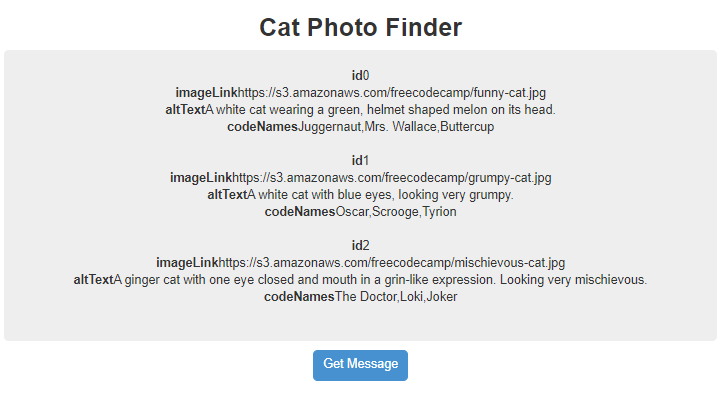 Cat Photo Finder
id0
imageLinkhttps://s3.amazonaws.com/freecodecamp/funny-cat.jpg
altTextA white cat wearing a green, helmet shaped melon on its head.
codeNamesJuggernaut,Mrs. Wallace,Buttercup
id1
imageLinkhttps://s3.amazonaws.com/freecodecamp/grumpy-cat.jpg
altTextA white cat with blue eyes, looking very grumpy.
codeNamesOscar,Scrooge,Tyrion
id2
imageLinkhttps://s3.amazonaws.com/freecodecamp/mischievous-cat.jpg
altTextA ginger cat with one eye closed and mouth in a grin-like expression. Looking very mischievous.
codeNamesThe Doctor,Loki,Joker
Get Message